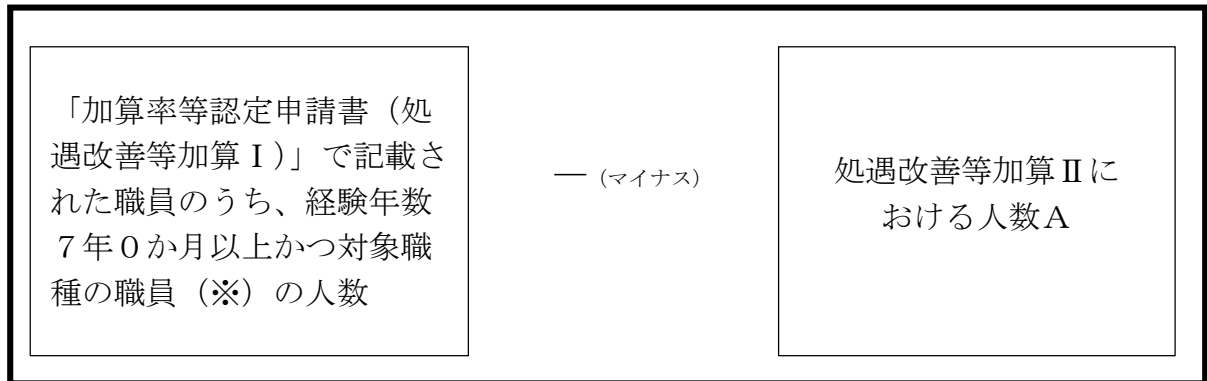 「加算率等認定申請書（処
遇改善等加算Ⅰ）」で記載さ
れた職員のうち、経験年数
７年０か月以上かつ対象職
種の職員（※）の人数
―（マイナス）
処遇改善等加算Ⅱに
おける人数Ａ